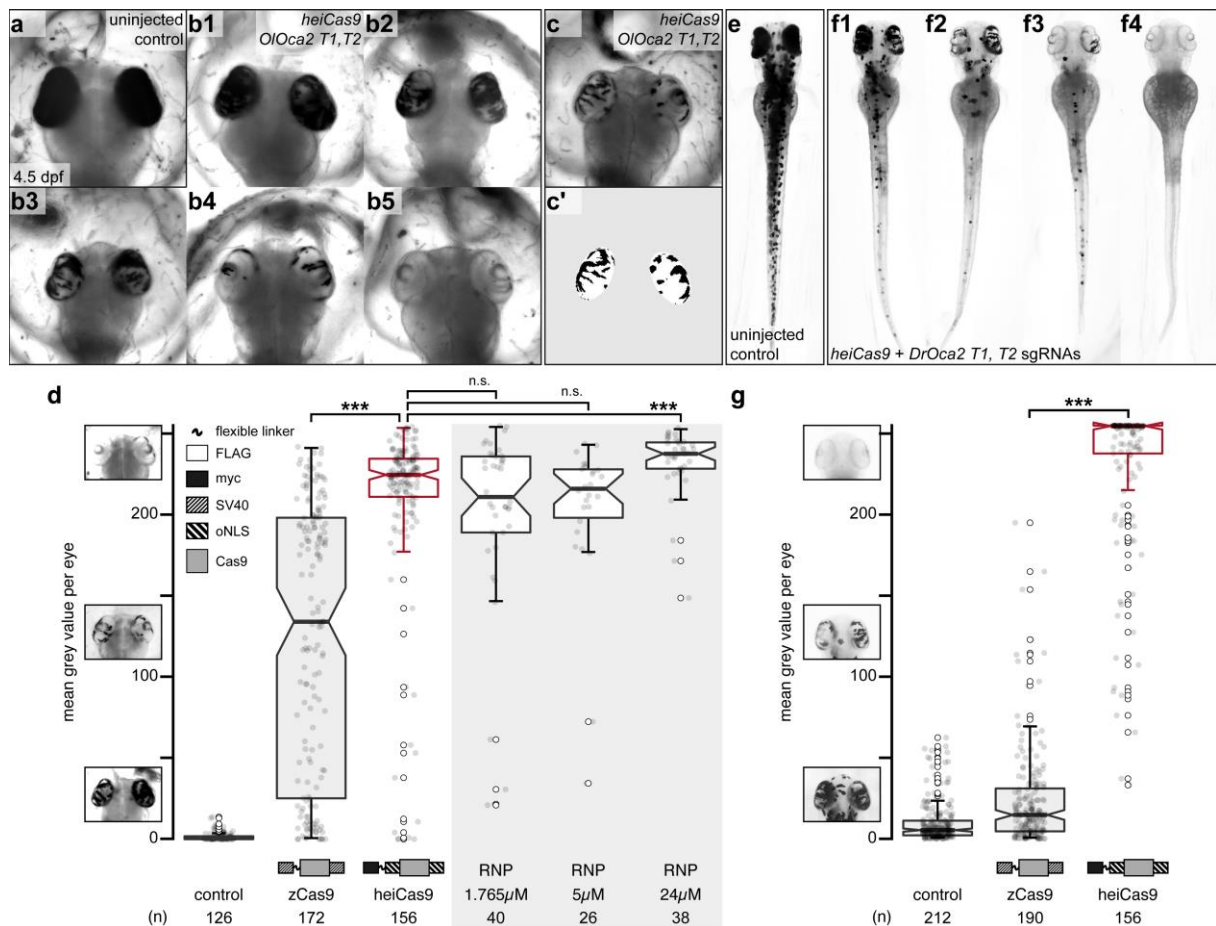 a
uninjected
control
4.5 dpf
b1
heiCas9
OlOca2 T1,T2
b2
b3
b4
b5
c
heiCas9
OlOca2 T1,T2
c'
e
uninjected
control
f1
f2
f3
f4
heiCas9 + DrOca2 T1, T2 sgRNAs
d
mean grey value per eye
200
100
0
flexible linker
FLAG
myc
SV40
oNLS
Cas9
***
n.s.
n.s.
***
control
zCas9
heiCas9
RNP
1.765µM
RNP
5µM
RNP
24µM
(n)
126
172
156
40
26
38
g
mean grey value per eye
200
100
0
***
control
zCas9
heiCas9
(n)
212
190
156